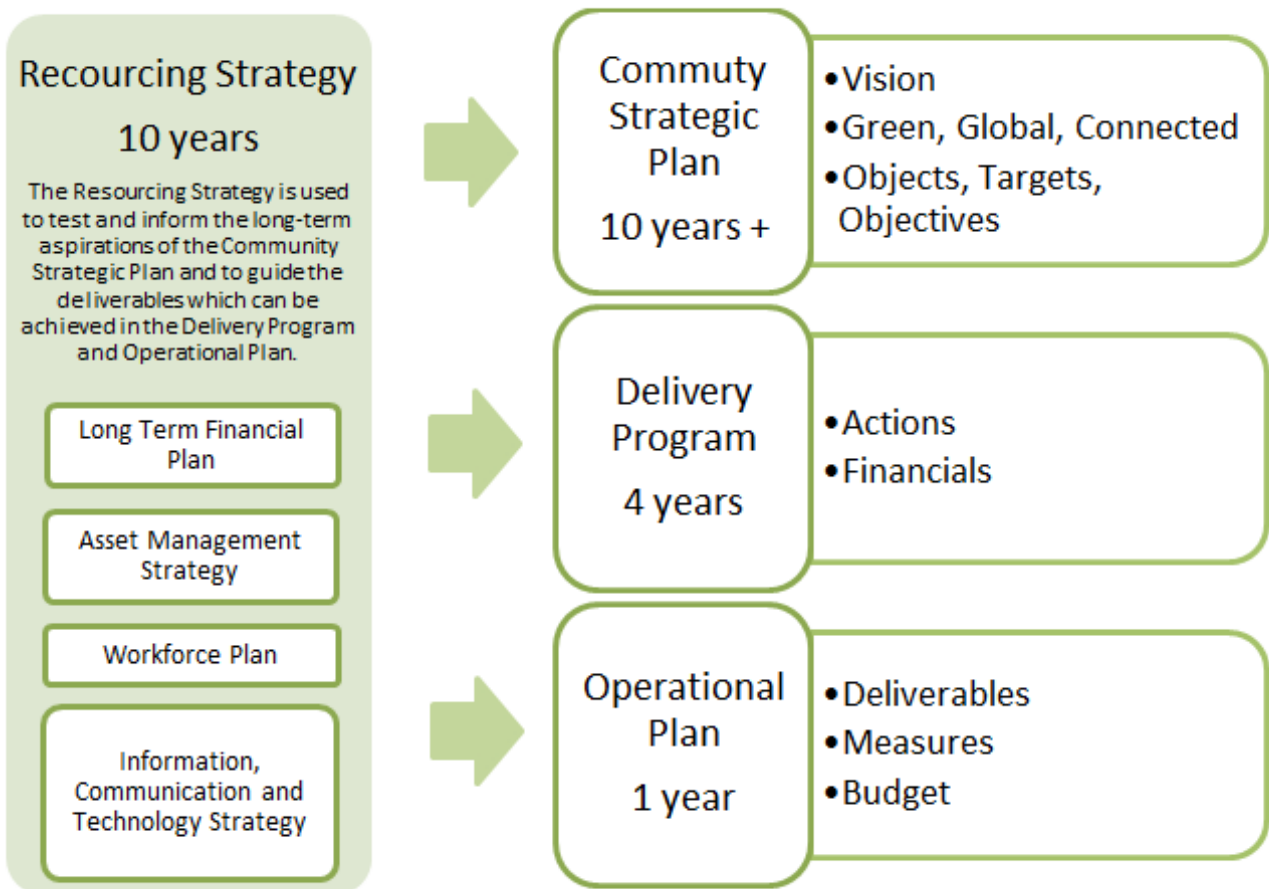 Recourcing Strategy
10 years
The Resourcing Strategy is used
to test and inform the long-term
aspirations of the Community
Strategic Plan and to guide the
deliverables which can be
achieved in the Delivery Program
and Operational Plan.
Long Term Financial
Plan
Asset Management
Strategy
Workforce Plan
Information,
Communication and
Technology Strategy
Commuty
Strategic
Plan
10 years +
•Vision
•Green, Global, Connected
•Objects, Targets,
Objectives
Delivery
Program
4 years
•Actions
•Financials
Operational
Plan
1 year
•Deliverables
•Measures
•Budget